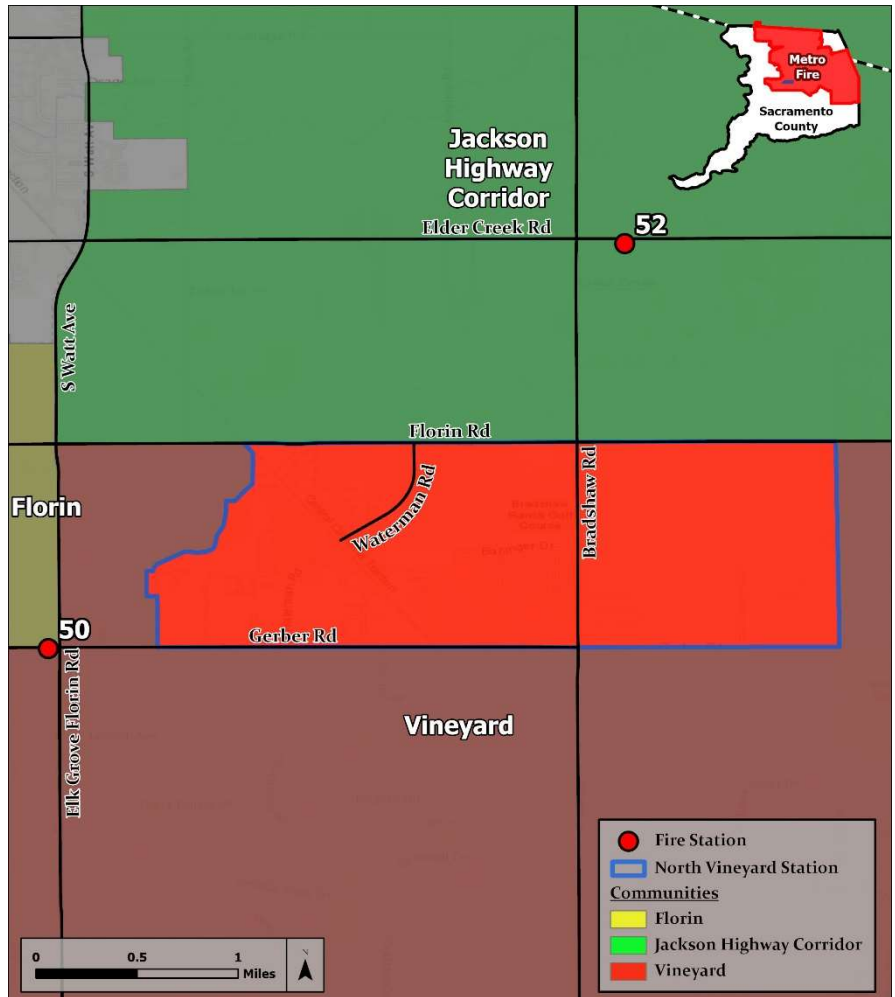 Metro
Fire
Sacramento
County
Jackson
Highway
Corridor
Elder Creek Rd
52
S Watt Ave
Florin Rd
Florin
Waterman Rd
Bradshaw Rd
50
Gerber Rd
Elk Grove Florin Rd
Vineyard
Fire Station
North Vineyard Station
Communities
Florin
Jackson Highway Corridor
Vineyard
0 0.5 1
Miles
N